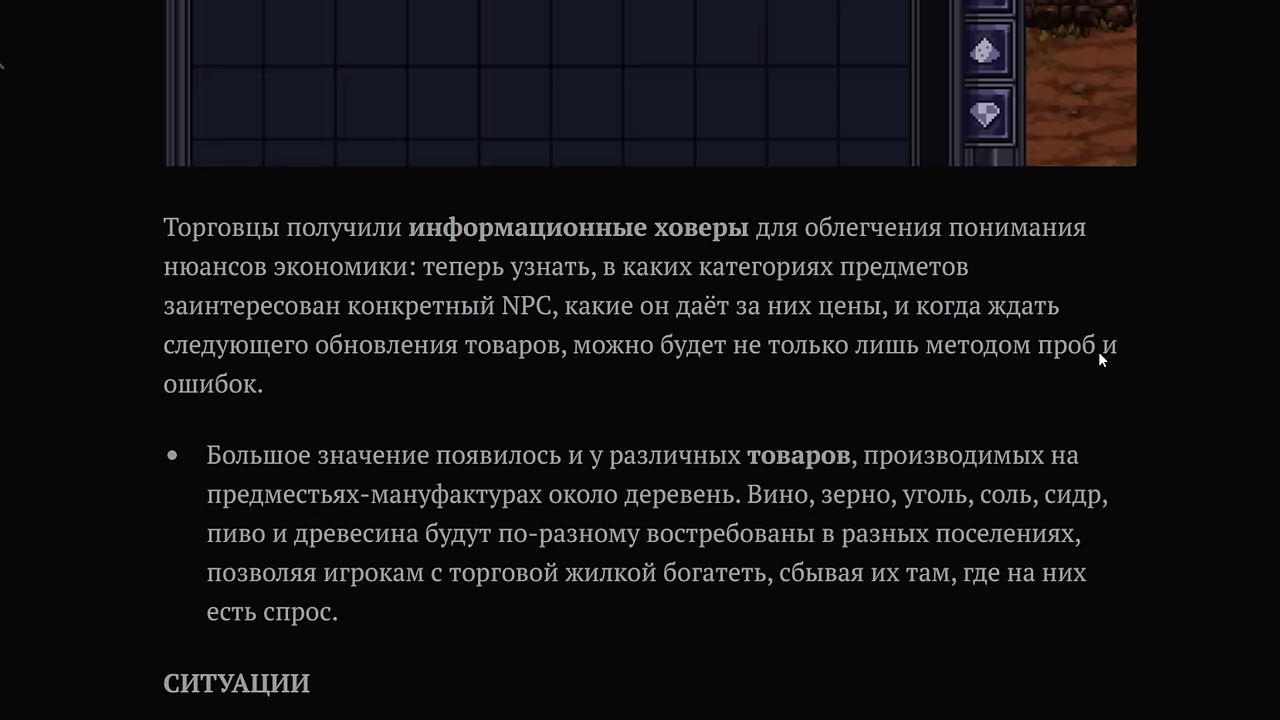 Торговцы получили информационные ховеры для облегчения понимания
нюансов экономики: теперь узнать, в каких категориях предметов
заинтересован конкретный NPC, какие он даёт за них цены, и когда ждать
следующего обновления товаров, можно будет не только лишь методом проб и
ошибок.
• Большое значение появилось и у различных товаров, производимых на
предместьях-мануфактурах около деревень. Вино, зерно, уголь, соль, сидр,
пиво и древесина будут по-разному востребованы в разных поселениях,
позволяя игрокам с торговой жилкой богатеть, сбывая их там, где на них
есть спрос.
СИТУАЦИИ